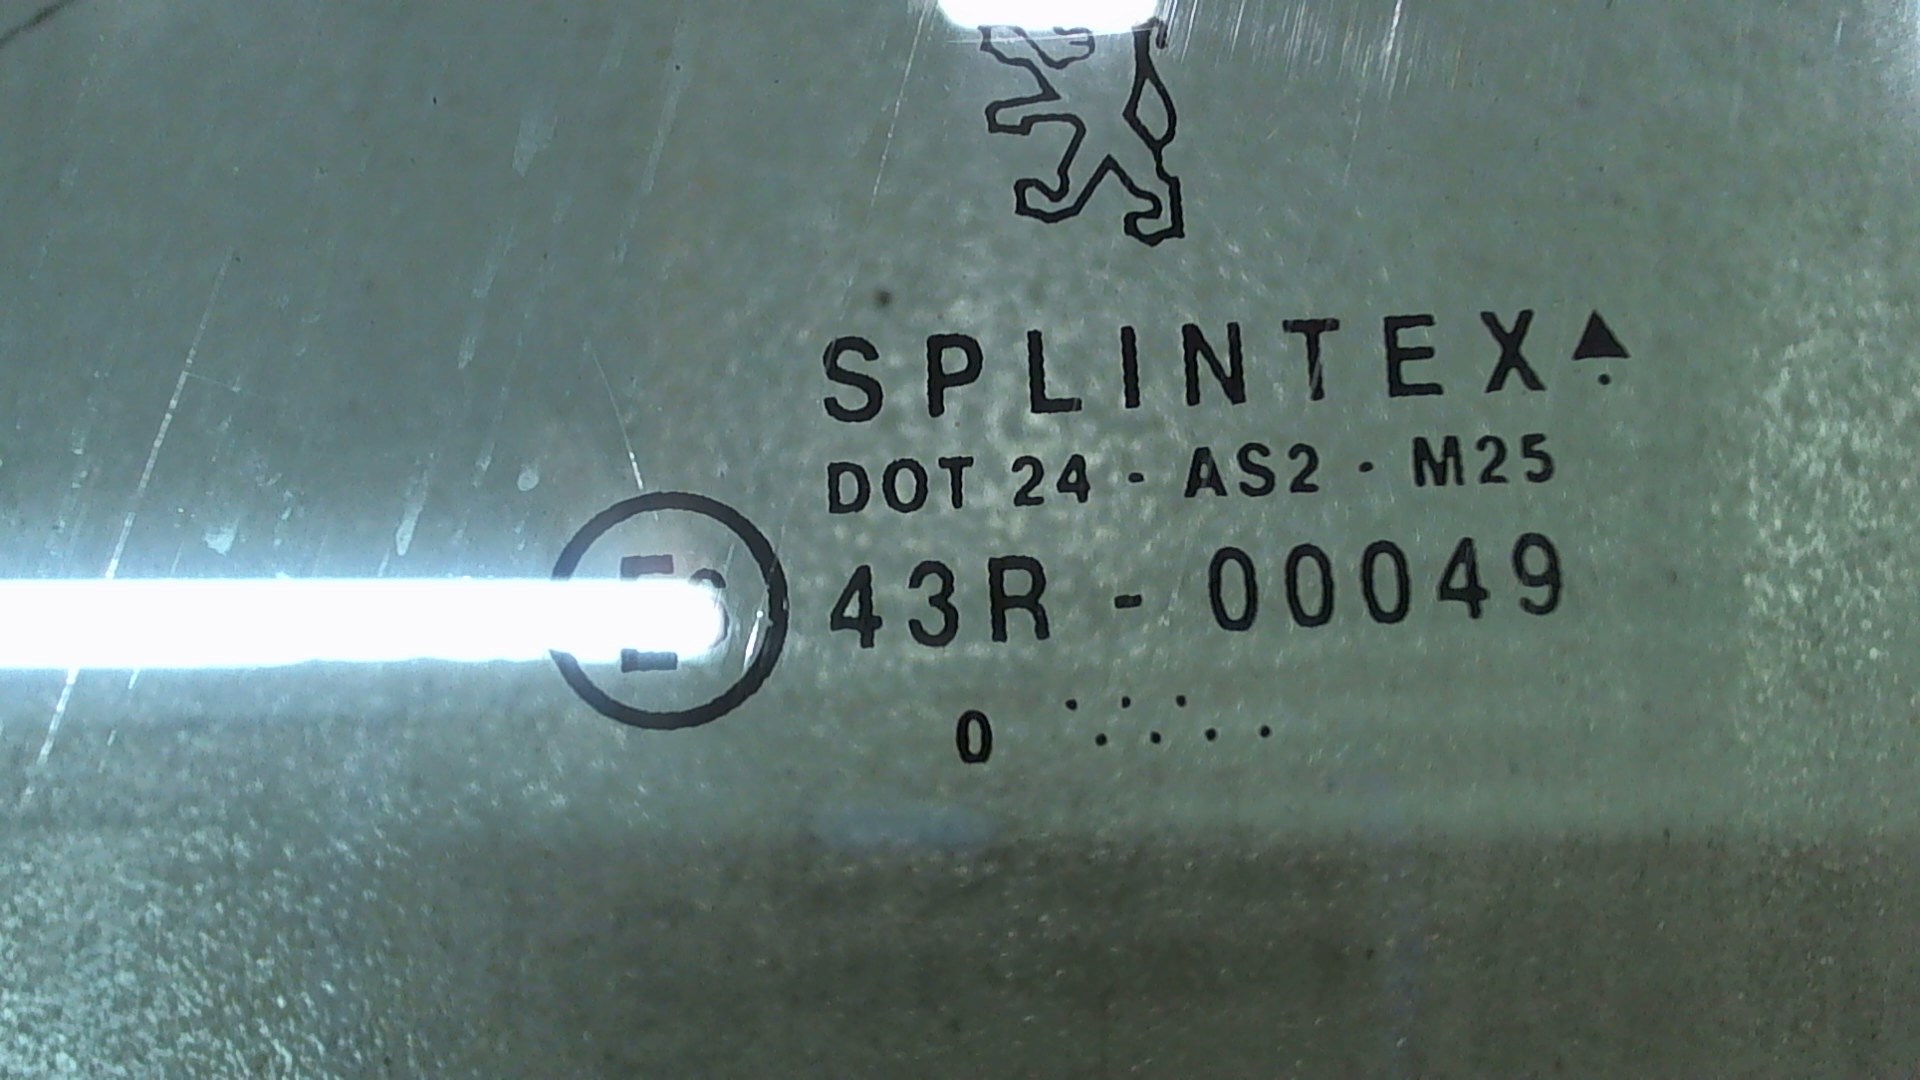 SPLINTEX
DOT 24 - AS2 · M25
43R - 00049
0